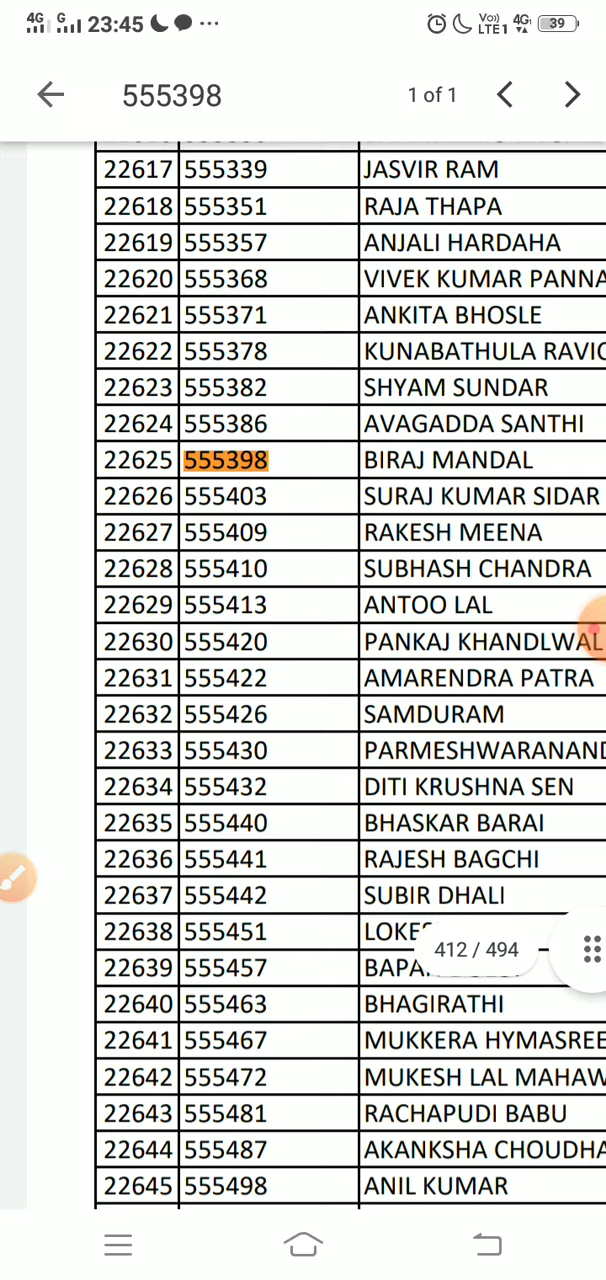 4G G 23:45 ... Vo)) LTE1 4G 39
555398 1 of 1
22617 555339 JASVIR RAM
22618 555351 RAJA THAPA
22619 555357 ANJALI HARDAHA
22620 555368 VIVEK KUMAR PANNA
22621 555371 ANKITA BHOSLE
22622 555378 KUNABATHULA
22623 555382 SHYAM SUNDAR
22624 555386 AVAGADDA SANTHI
22625 555398 BIRAJ MANDAL
22626 555403 SURAJ KUMAR SIDAR
22627 555409 RAKESH MEENA
22628 555410 SUBHASH CHANDRA
22629 555413 ANTOO LAL
22630 555420 PANKAJ KHANDLWAL
22631 555422 AMARENDRA PATRA
22632 555426 SAMDURAM
22633 555430 PARMESHWARANAND
22634 555432 DITI KRUSHNA SEN
22635 555440 BHASKAR BARAI
22636 555441 RAJESH BAGCHI
22637 555442 SUBIR DHALI
22638 555451
412 / 494
22639 555457
22640 555463 BHAGIRATHI
22641 555467 MUKKERA HYMASREE
22642 555472 MUKESH LAL MAHAW
22643 555481 RACHAPUDI BABU
22644 555487 AKANKSHA CHOUDHA
22645 555498 ANIL KUMAR